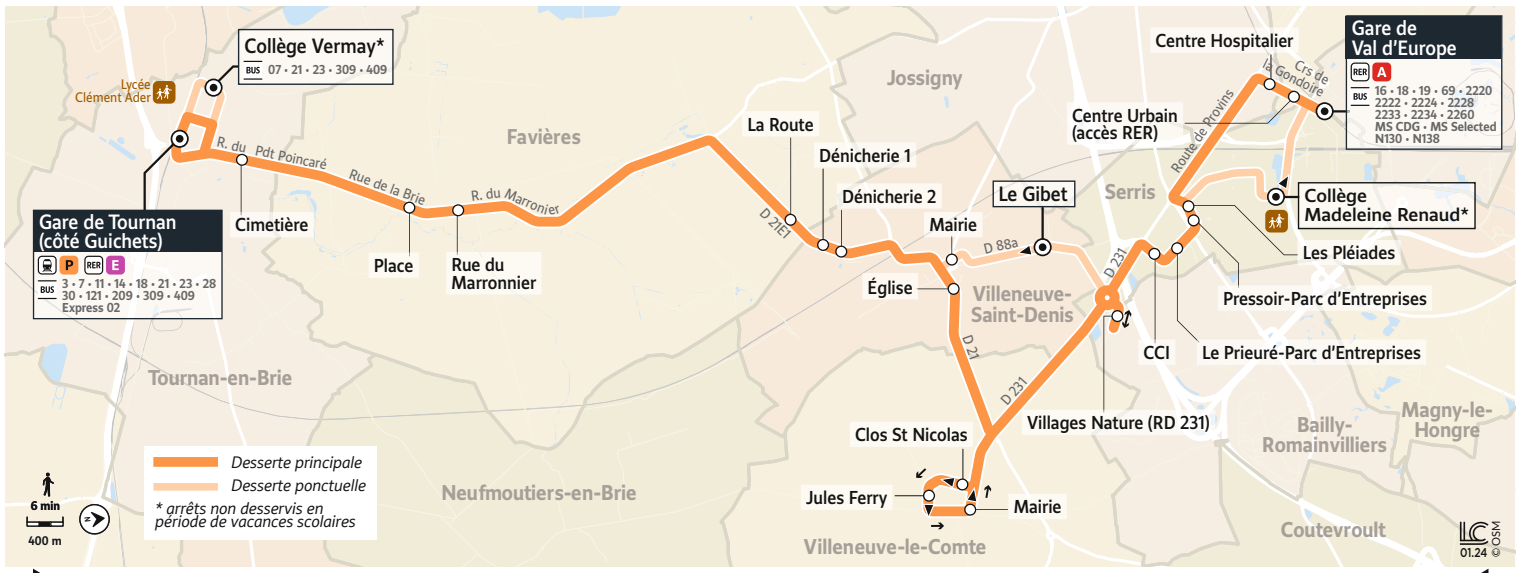 Collège Vermay*
BUS 07 • 21 • 23 • 309 • 409
Lycée
Clément Ader
Gare de Tournan
(côté Guichets)
P RER E
BUS 3 • 7 • 11 • 14 • 18 • 21 • 23 • 28
30 • 121 • 209 • 309 • 409
Express 02
R. du Pdt Poincaré
Cimetière
Rue de la Brie
Place
R. du Marronier
Rue du
Marronnier
Favières
Tournan-en-Brie
Neufmoutiers-en-Brie
La Route
Dénicherie 1
Dénicherie 2
D 21E1
Mairie
Le Gibet
D 88a
Église
Villeneuve-
Saint-Denis
D 21
D 231
D 231
Clos St Nicolas
Jules Ferry
Mairie
Villeneuve-le-Comte
Villages Nature (RD 231)
CCI
Le Prieuré-Parc d'Entreprises
Pressoir-Parc d'Entreprises
Les Pléiades
Collège
Madeleine Renaud*
Serris
Jossigny
Route de Provins
Centre Hospitalier
Crs de
la Gondoire
Centre Urbain
(accès RER)
Gare de
Val d'Europe
RER A
BUS 16 • 18 • 19 • 69 • 2220
2222 • 2224 • 2228
2233 • 2234 • 2260
MS CDG • MS Selected
N130 • N138
Bailly-
Romainvilliers
Magny-le-
Hongre
Coutevroult
Desserte principale
Desserte ponctuelle
* arrêts non desservis en
période de vacances scolaires
6 min
400 m
N
LC
01.24 © OSM